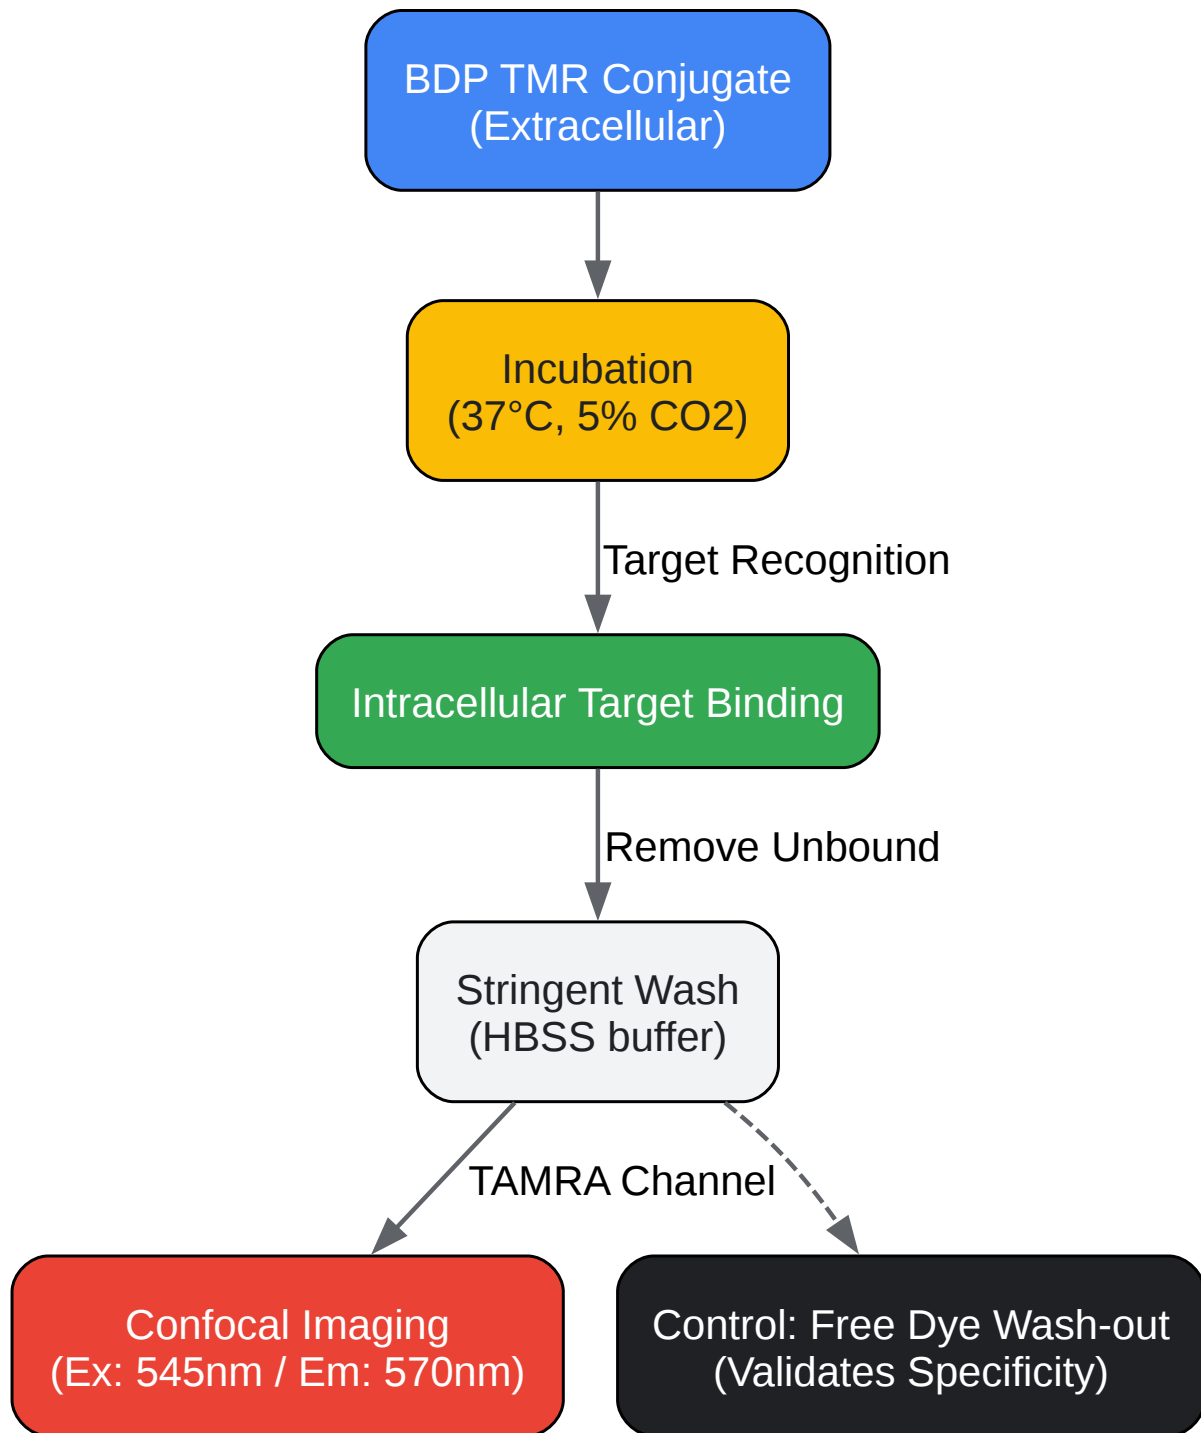 BDP TMR Conjugate
(Extracellular)
Incubation
(37°C, 5% CO2)
Target Recognition
Intracellular Target Binding
Remove Unbound
Stringent Wash
(HBSS buffer)
TAMRA Channel
Confocal Imaging
(Ex: 545nm / Em: 570nm)
Control: Free Dye Wash-out
(Validates Specificity)